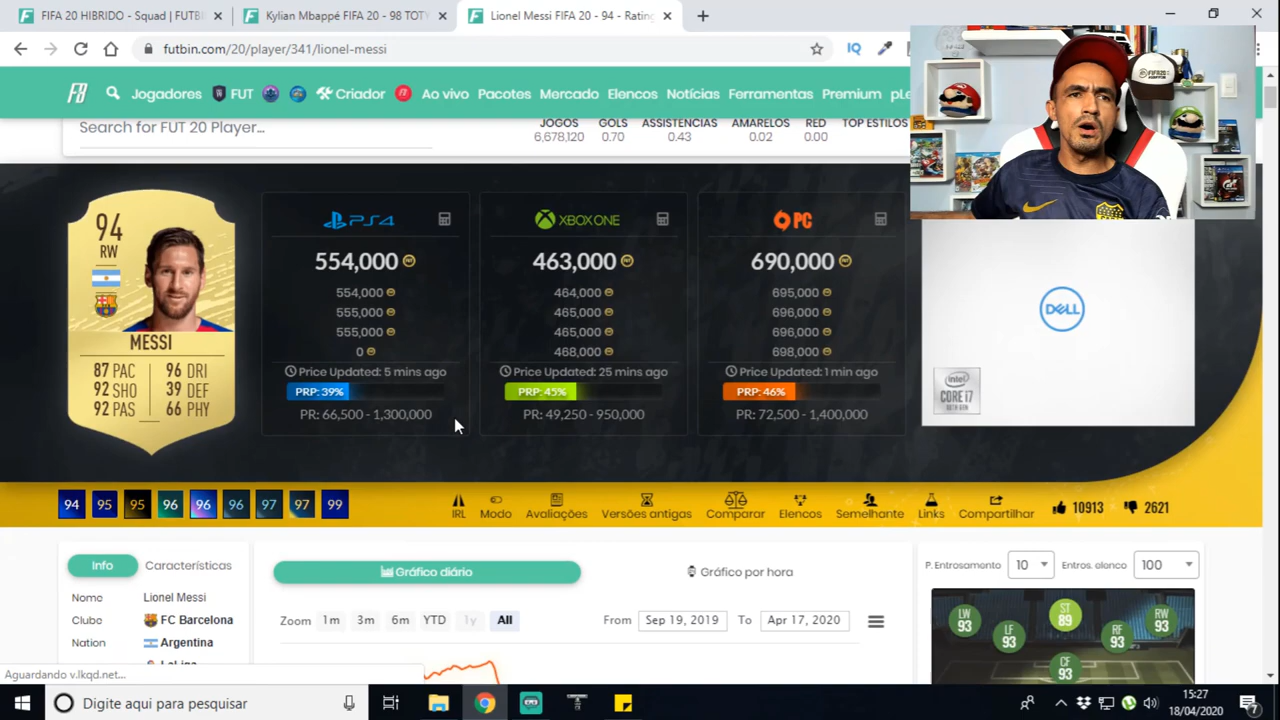 FIFA 20 HIBRIDO - Squad | FUTBI
Kylian Mbappé FIFA 20 - 98 TOTY
Lionel Messi FIFA 20 - 94 - Rating
futbin.com/20/player/341/lionel-messi
IQ
F8
Jogadores
FUT
Criador
Ao vivo
Pacotes
Mercado
Elencos
Notícias
Ferramentas
Premium
Search for FUT 20 Player...
JOGOS
GOLS
ASSISTENCIAS
AMARELOS
RED
TOP ESTILOS
6,678,120
0.70
0.43
0.02
0.00
94
RW
MESSI
87 PAC
96 DRI
92 SHO
39 DEF
92 PAS
66 PHY
PS4
554,000
554,000
555,000
555,000
0
Price Updated: 5 mins ago
PRP: 39%
PR: 66,500 - 1,300,000
XBOX ONE
463,000
464,000
465,000
465,000
468,000
Price Updated: 25 mins ago
PRP: 45%
PR: 49,250 - 950,000
PC
690,000
695,000
696,000
696,000
698,000
Price Updated: 1 min ago
PRP: 46%
PR: 72,500 - 1,400,000
DELL
intel
CORE i7
94
95
95
96
96
96
97
97
99
IRL
Modo
Avaliações
Versões antigas
Comparar
Elencos
Semelhante
Links
Compartilhar
10913
2621
Info
Características
Nome
Lionel Messi
Clube
FC Barcelona
Nation
Argentina
LaLiga
Gráfico diário
Gráfico por hora
Zoom
1m
3m
6m
YTD
1y
All
From
Sep 19, 2019
To
Apr 17, 2020
P. Entrosamento
10
Entros. elenco
100
LW
93
ST
89
RW
93
LF
93
RF
93
CF
93
Aguardando v.lkqd.net...
Digite aqui para pesquisar
15:27
18/04/2020
7